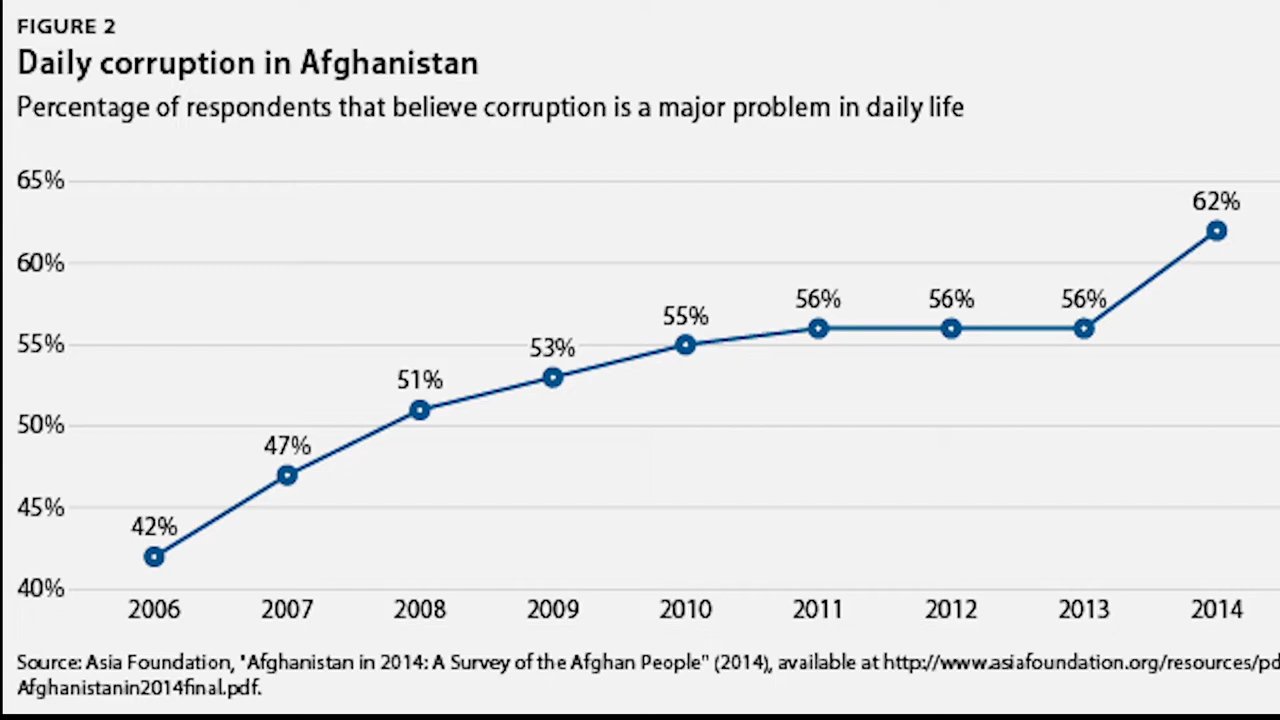 FIGURE 2
Daily corruption in Afghanistan
Percentage of respondents that believe corruption is a major problem in daily life
65%
62%
60%
56% 56% 56%
55%
55%
53%
51%
50%
47%
45%
42%
40%
2006 2007 2008 2009 2010 2011 2012 2013 2014
Source: Asia Foundation, "Afghanistan in 2014: A Survey of the Afghan People" (2014), available at http://www.asiafoundation.org/resources/pd
Afghanistanin2014final.pdf.